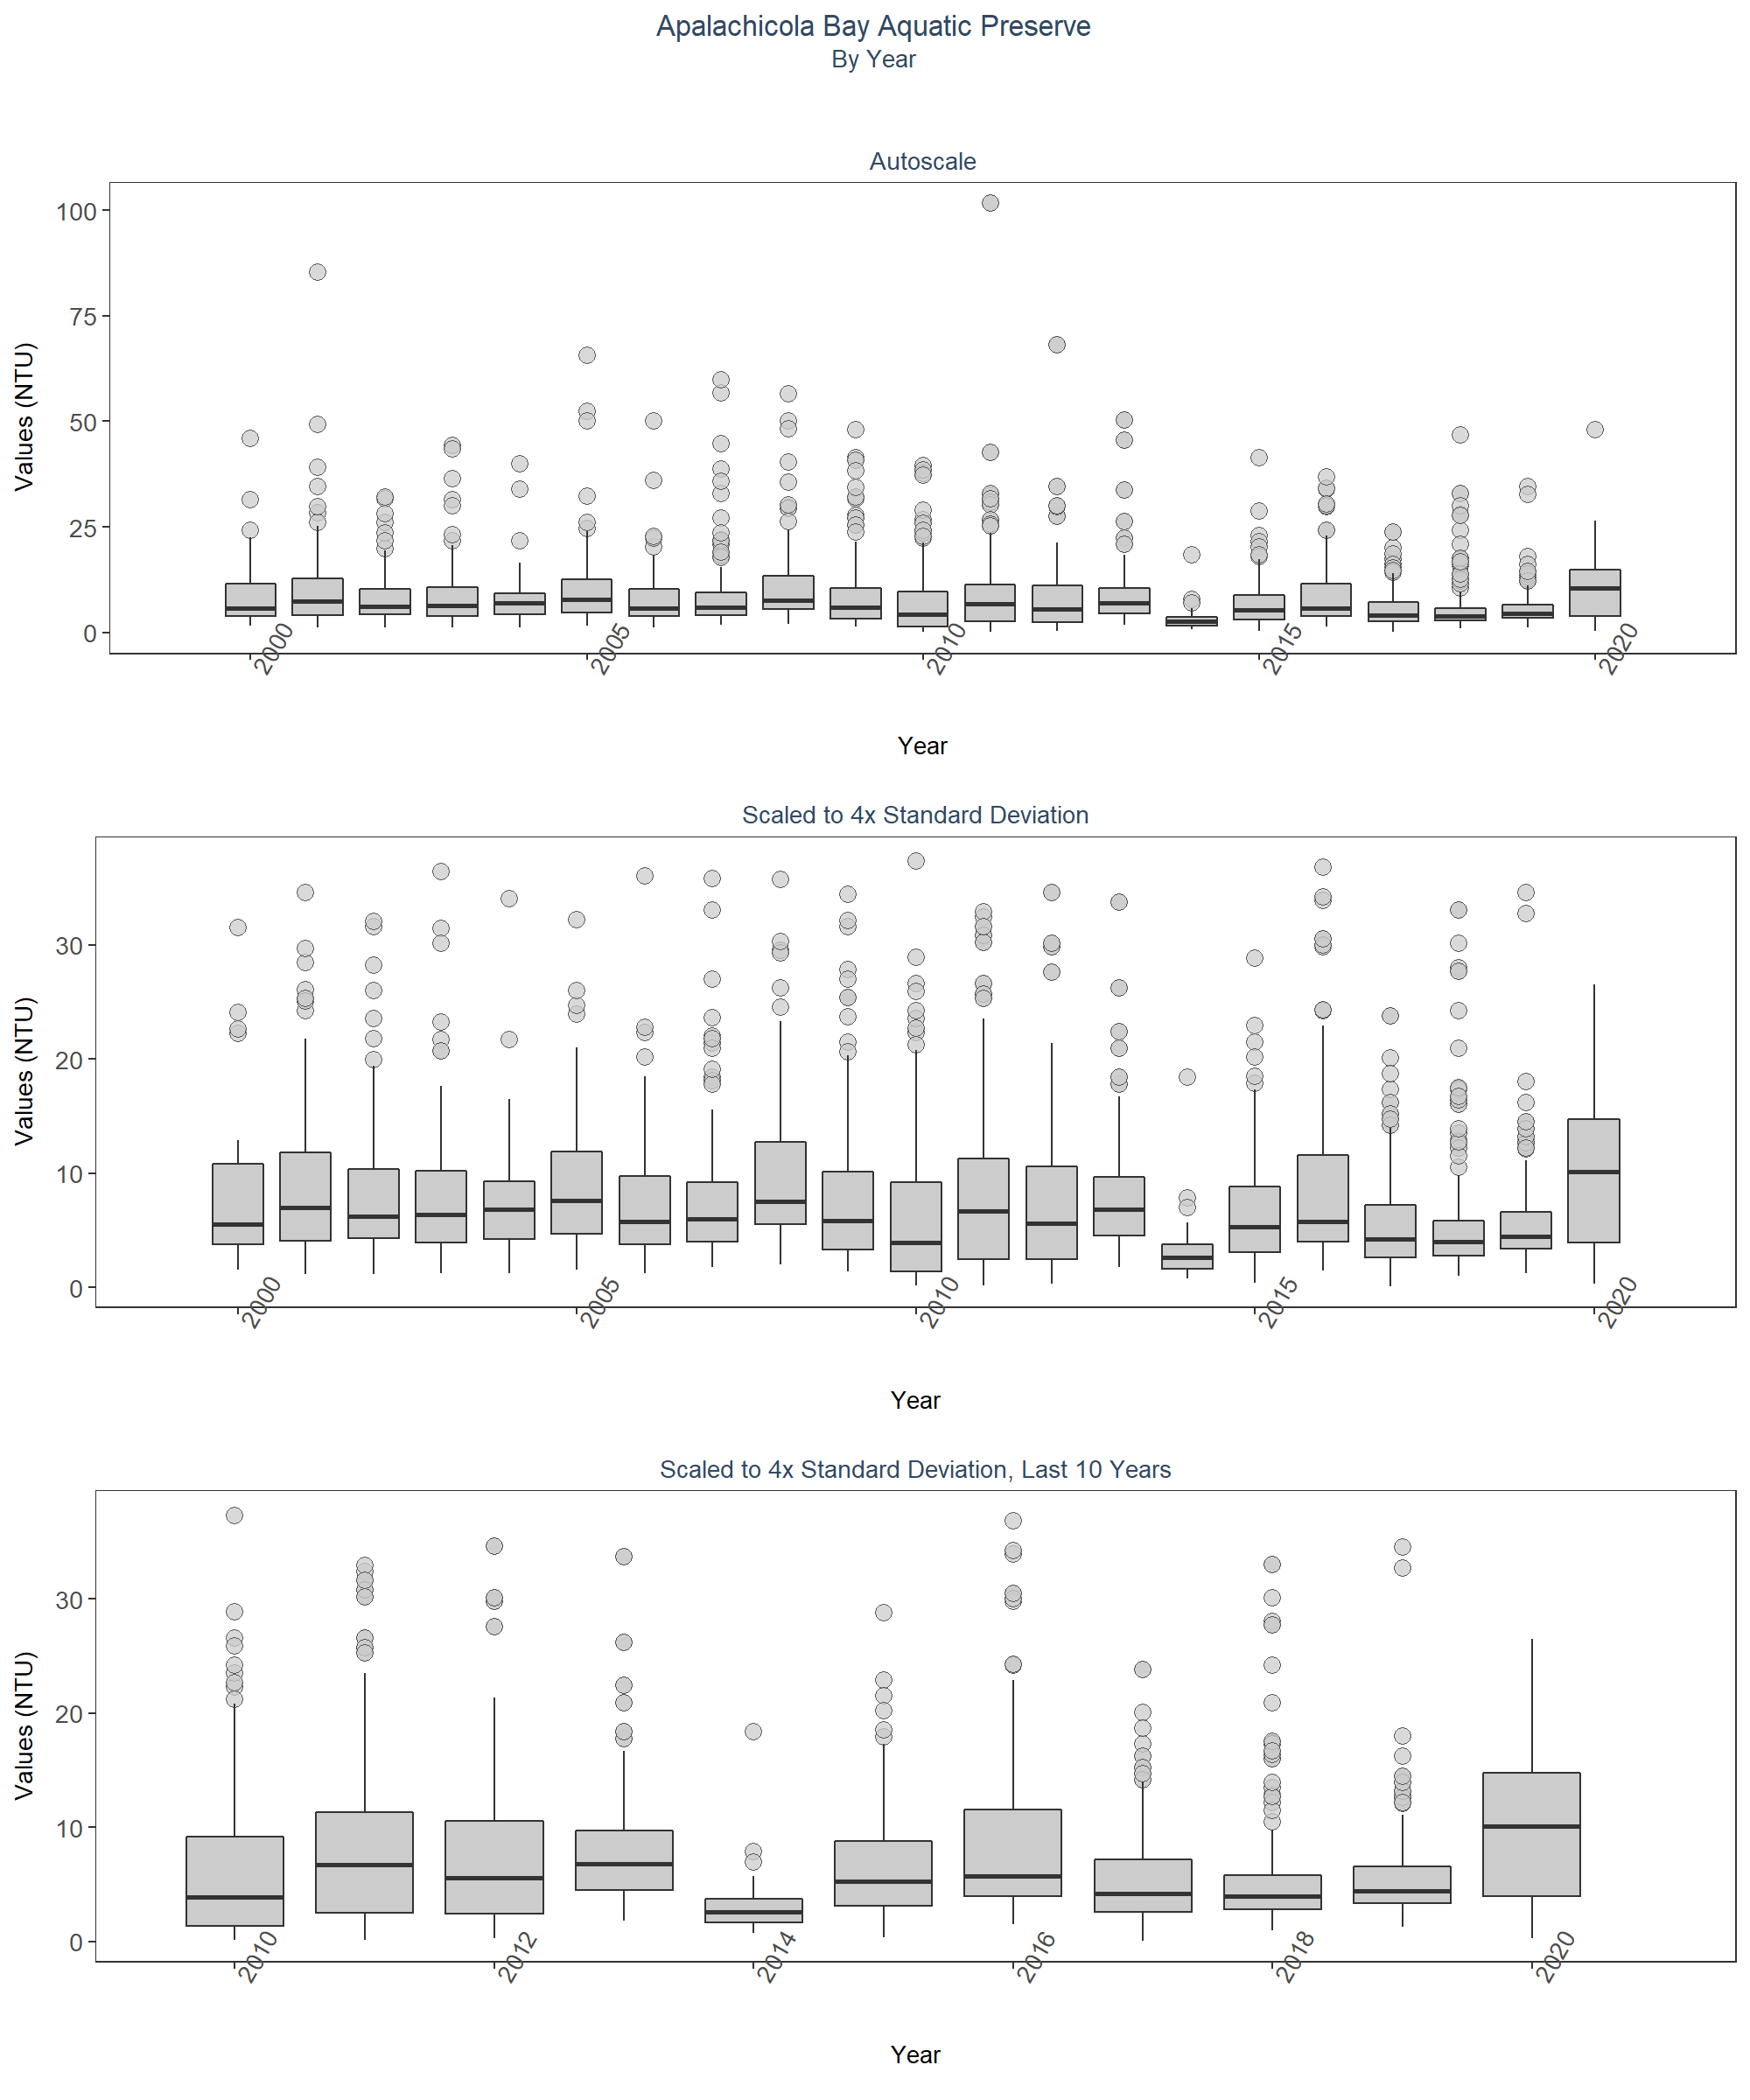 Apalachicola Bay Aquatic Preserve
By Year
Autoscale
Values (NTU)
100
75
50
25
0
2000
2005
2010
2015
2020
Year
Scaled to 4x Standard Deviation
Values (NTU)
30
20
10
0
2000
2005
2010
2015
2020
Year
Scaled to 4x Standard Deviation, Last 10 Years
Values (NTU)
30
20
10
0
2010
2012
2014
2016
2018
2020
Year